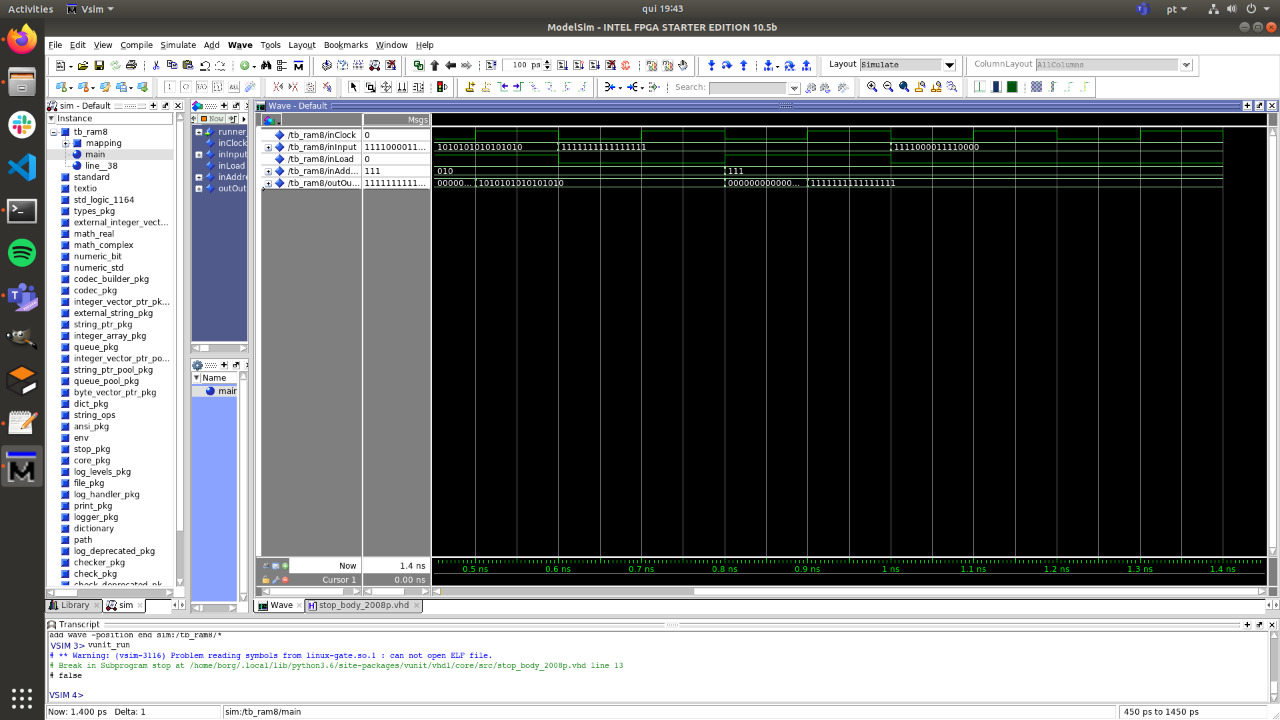 Activities Vsim qui 19:43 pt
ModelSim - INTEL FPGA STARTER EDITION 10.5b
File Edit View Compile Simulate Add Wave Tools Layout Bookmarks Window Help
100 ps Layout Simulate ColumnLayout AllColumns
Search:
sim - Default
Instance
tb_ram8
mapping
main
line__38
standard
textio
std_logic_1164
types_pkg
external_integer_vect...
math_real
math_complex
numeric_bit
numeric_std
codec_builder_pkg
codec_pkg
integer_vector_ptr_pk...
external_string_pkg
string_ptr_pkg
integer_array_pkg
queue_pkg
integer_vector_ptr_po...
string_ptr_pool_pkg
queue_pool_pkg
byte_vector_ptr_pkg
dict_pkg
string_ops
ansi_pkg
env
stop_pkg
core_pkg
log_levels_pkg
file_pkg
log_handler_pkg
print_pkg
logger_pkg
dictionary
path
log_deprecated_pkg
checker_pkg
check_pkg
check_deprecated_pkg
Library sim
Now
runner_
inClock
inInput
inLoad
inAddre
outOut
Name
main
Wave - Default
Msgs
/tb_ram8/inClock 0
/tb_ram8/inInput 1111000011... 1010101010101010 1111111111111111 1111000011110000
/tb_ram8/inLoad 0
/tb_ram8/inAdd... 111 010 111
/tb_ram8/outOu... 1111111111... 00000... 1010101010101010 000000000000... 1111111111111111
Now 1.4 ns
Cursor 1 0.00 ns
0.5 ns 0.6 ns 0.7 ns 0.8 ns 0.9 ns 1 ns 1.1 ns 1.2 ns 1.3 ns 1.4 ns
Wave stop_body_2008p.vhd
Transcript
add wave -position end sim:/tb_ram8/*
VSIM 3> vunit_run
# ** Warning: (vsim-3116) Problem reading symbols from linux-gate.so.1 : can not open ELF file.
# Break in Subprogram stop at /home/borg/.local/lib/python3.6/site-packages/vunit/vhdl/core/src/stop_body_2008p.vhd line 13
# false
VSIM 4>
Now: 1,400 ps Delta: 1 sim:/tb_ram8/main 450 ps to 1450 ps